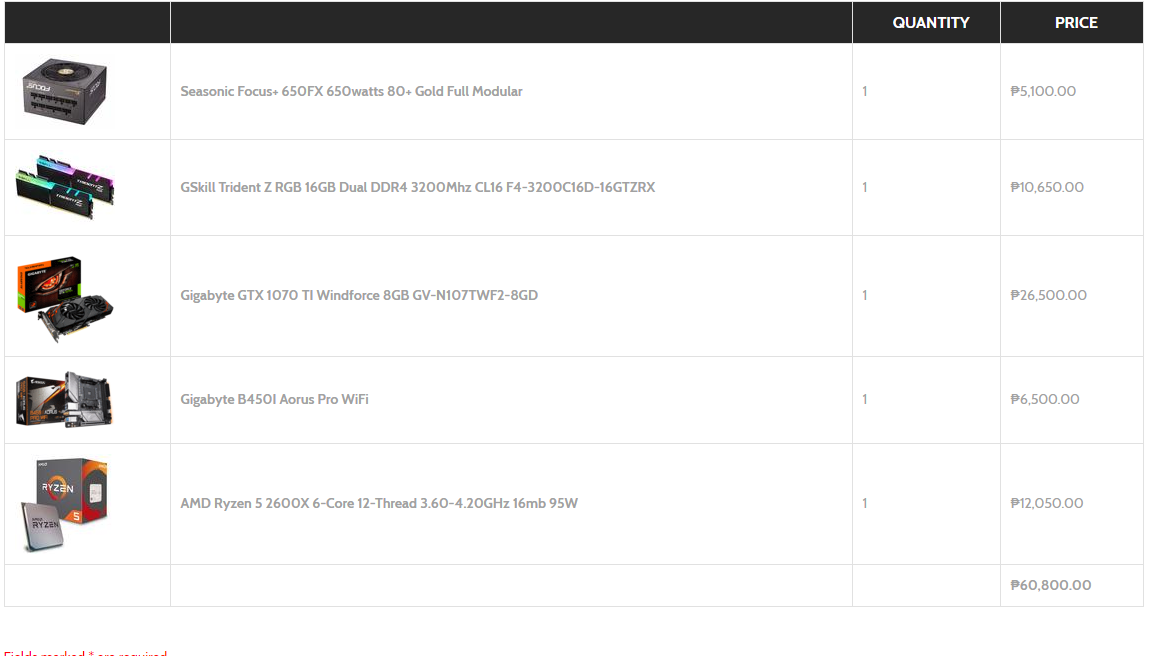 QUANTITY PRICE
Seasonic Focus+ 650FX 650watts 80+ Gold Full Modular 1 ₱5,100.00
GSkill Trident Z RGB 16GB Dual DDR4 3200Mhz CL16 F4-3200C16D-16GTZRX 1 ₱10,650.00
Gigabyte GTX 1070 TI Windforce 8GB GV-N107TWF2-8GD 1 ₱26,500.00
Gigabyte B450I Aorus Pro WiFi 1 ₱6,500.00
RYZEN
5
RYZEN
AMD Ryzen 5 2600X 6-Core 12-Thread 3.60-4.20GHz 16mb 95W 1 ₱12,050.00
₱60,800.00
Fields marked * are required